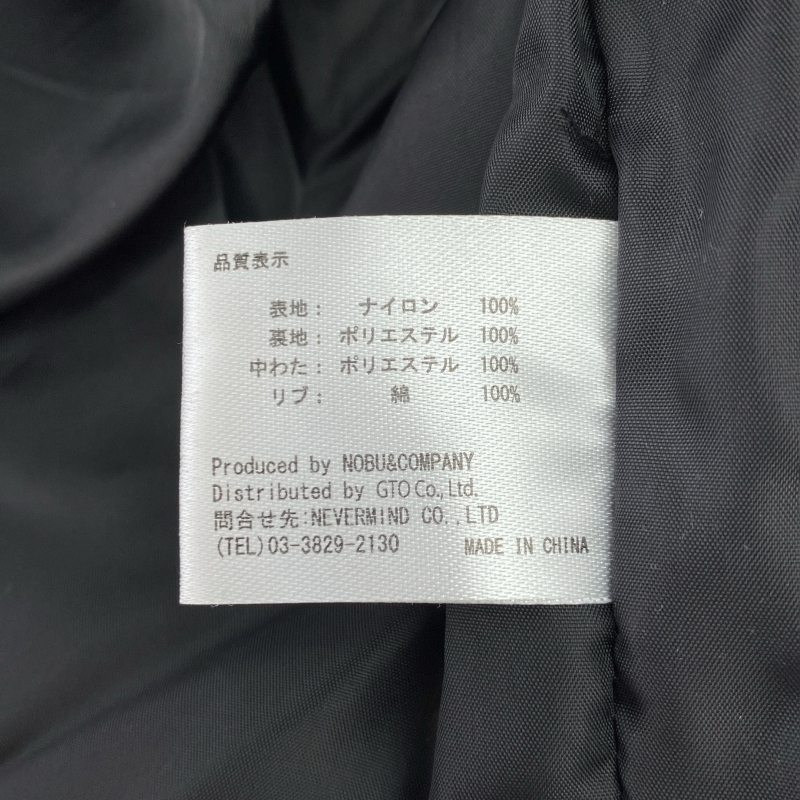 品質表示
表地: ナイロン 100%
裏地: ポリエステル 100%
中わた: ポリエステル 100%
リブ: 綿 100%
Produced by NOBU&COMPANY
Distributed by GTO Co., Ltd.
問合せ先:NEVERMIND CO.,LTD
(TEL)03-3829-2130 MADE IN CHINA